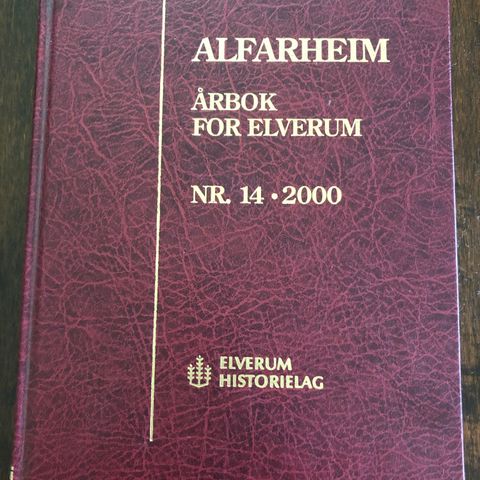 ALFARHEIM
ÅRBOK
FOR ELVERUM
NR. 14 • 2000
ELVERUM
HISTORIELAG